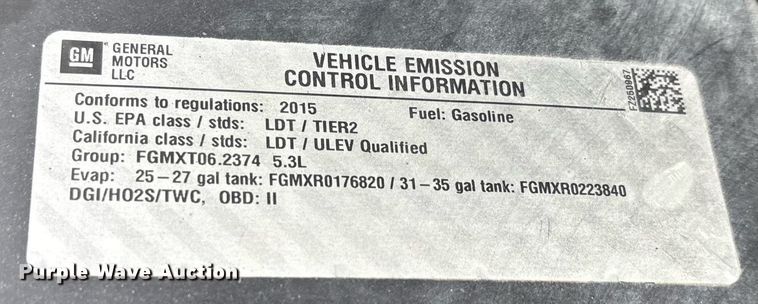 GM
GENERAL
MOTORS
LLC
VEHICLE EMISSION
CONTROL INFORMATION
FZ250967
Conforms to regulations: 2015 Fuel: Gasoline
U.S. EPA class / stds: LDT / TIER2
California class / stds: LDT / ULEV Qualified
Group: FGMXT06.2374 5.3L
Evap: 25-27 gal tank: FGMXR0176820 / 31-35 gal tank: FGMXR0223840
DGI/HO2S/TWC, OBD: II
Purple Wave Auction